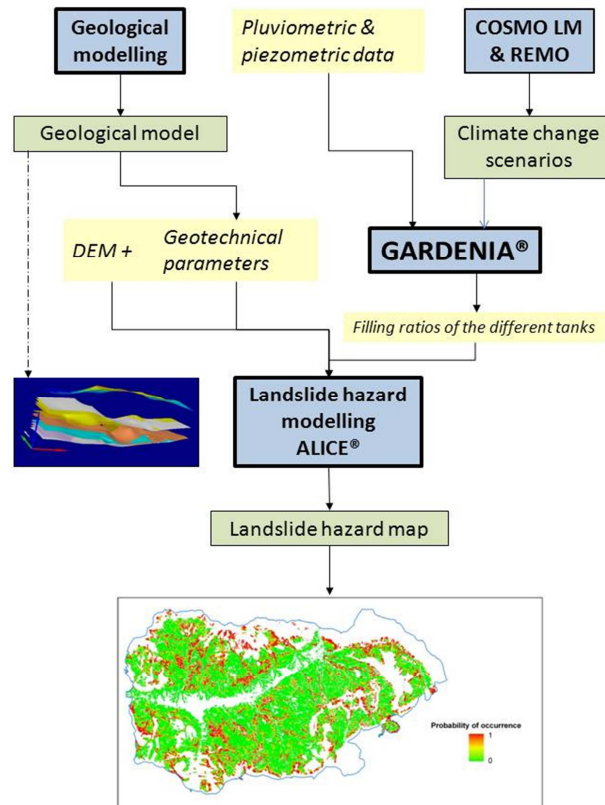 Geological
modelling
Pluviometric &
piezometric data
COSMO LM
& REMO
Geological model
Climate change
scenarios
DEM +
Geotechnical
parameters
GARDENIA®
Filling ratios of the different tanks
Landslide hazard
modelling
ALICE®
Landslide hazard map
Probability of occurrence
1
0